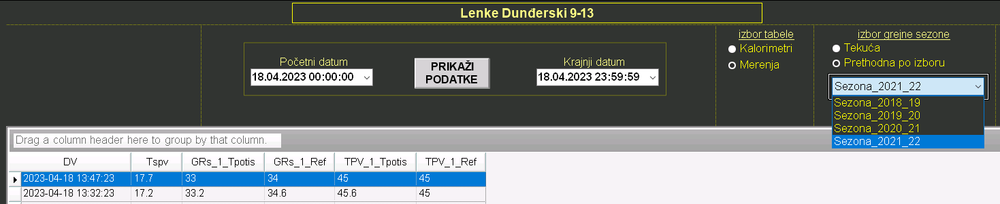 Lenke Dunđerski 9-13
izbor tabele
Kalorimetri
Merenja
izbor grejne sezone
Tekuća
Prethodna po izboru
Početni datum
18.04.2023 00:00:00
PRIKAŽI
PODATKE
Krajnji datum
18.04.2023 23:59:59
Sezona_2021_22
Sezona_2018_19
Sezona_2019_20
Sezona_2020_21
Sezona_2021_22
Drag a column header here to group by that column.
DV Tspv GRs_1_Tpotis GRs_1_Ref TPV_1_Tpotis TPV_1_Ref
2023-04-18 13:47:23 17.7 33 34 45 45
2023-04-18 13:32:23 17.2 33.2 34.6 45.6 45